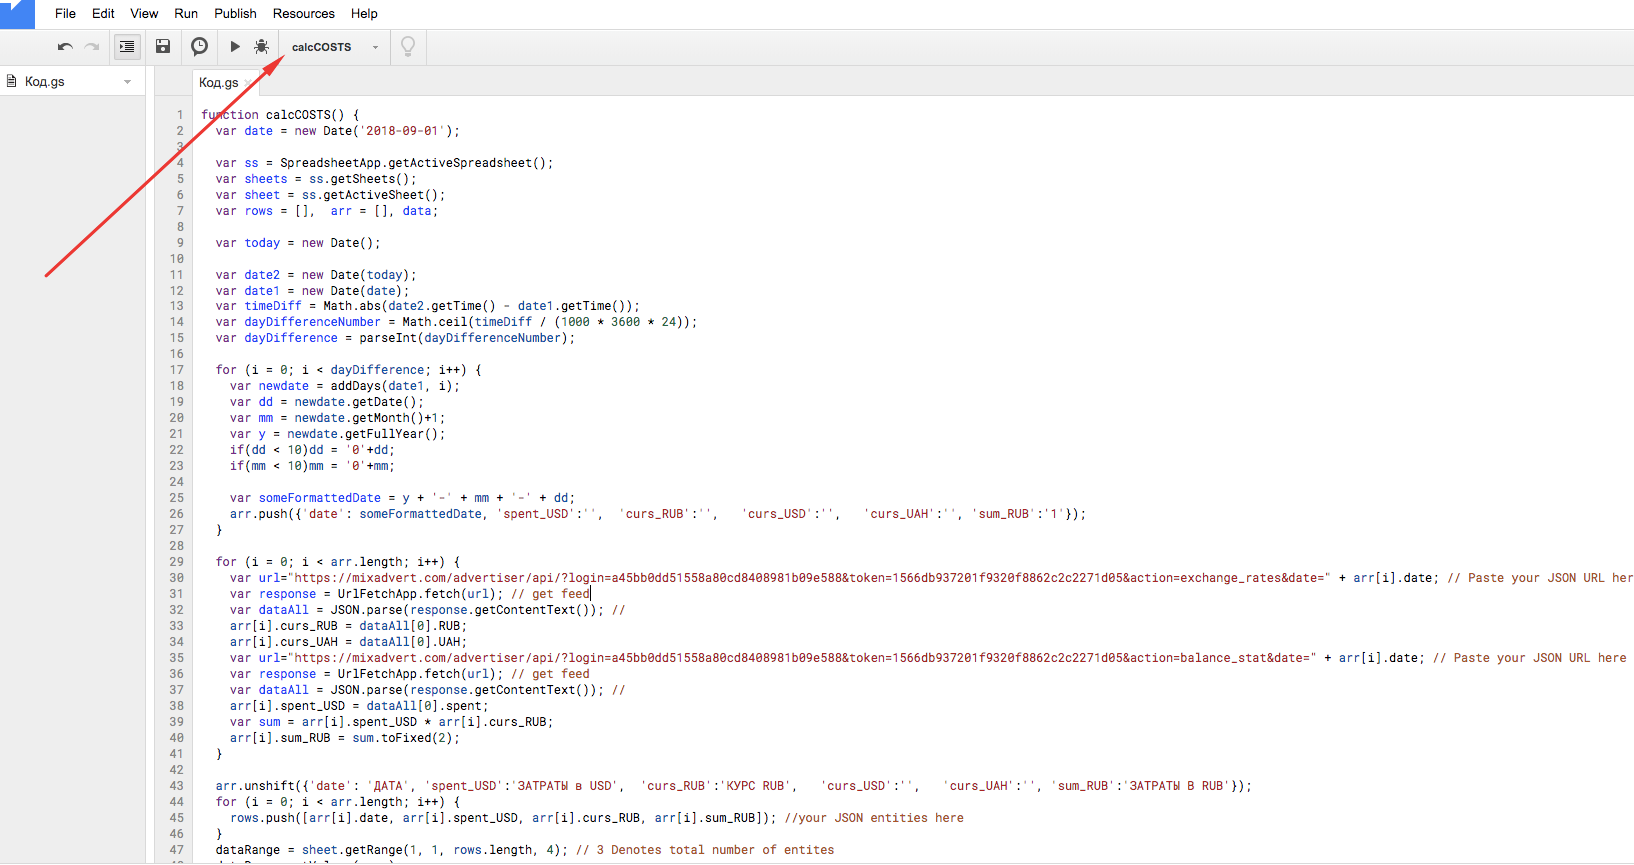 File Edit View Run Publish Resources Help
calcCOSTS
Код.gs
Код.gs
1 function calcCOSTS() {
2 var date = new Date('2018-09-01');
3
4 var ss = SpreadsheetApp.getActiveSpreadsheet();
5 var sheets = ss.getSheets();
6 var sheet = ss.getActiveSheet();
7 var rows = [], arr = [], data;
8
9 var today = new Date();
10
11 var date2 = new Date(today);
12 var date1 = new Date(date);
13 var timeDiff = Math.abs(date2.getTime() - date1.getTime());
14 var dayDifferenceNumber = Math.ceil(timeDiff / (1000 * 3600 * 24));
15 var dayDifference = parseInt(dayDifferenceNumber);
16
17 for (i = 0; i < dayDifference; i++) {
18 var newdate = addDays(date1, i);
19 var dd = newdate.getDate();
20 var mm = newdate.getMonth()+1;
21 var y = newdate.getFullYear();
22 if(dd < 10)dd = '0'+dd;
23 if(mm < 10)mm = '0'+mm;
24
25 var someFormattedDate = y + '-' + mm + '-' + dd;
26 arr.push({'date': someFormattedDate, 'spent_USD':'', 'curs_RUB':'', 'curs_USD':'', 'curs_UAH':'', 'sum_RUB':'1'});
27 }
28
29 for (i = 0; i < arr.length; i++) {
30 var url="https://mixadvert.com/advertiser/api/?login=a45bb0dd51558a80cd8408981b09e588&token=1566db937201f9320f8862c2c2271d05&action=exchange_rates&date=" + arr[i].date; // Paste your JSON URL her
31 var response = UrlFetchApp.fetch(url); // get feed
32 var dataAll = JSON.parse(response.getContentText()); //
33 arr[i].curs_RUB = dataAll[0].RUB;
34 arr[i].curs_UAH = dataAll[0].UAH;
35 var url="https://mixadvert.com/advertiser/api/?login=a45bb0dd51558a80cd8408981b09e588&token=1566db937201f9320f8862c2c2271d05&action=balance_stat&date=" + arr[i].date; // Paste your JSON URL here
36 var response = UrlFetchApp.fetch(url); // get feed
37 var dataAll = JSON.parse(response.getContentText()); //
38 arr[i].spent_USD = dataAll[0].spent;
39 var sum = arr[i].spent_USD * arr[i].curs_RUB;
40 arr[i].sum_RUB = sum.toFixed(2);
41 }
42
43 arr.unshift({'date': 'ДАТА', 'spent_USD':'ЗАТРАТЫ в USD', 'curs_RUB':'КУРС RUB', 'curs_USD':'', 'curs_UAH':'', 'sum_RUB':'ЗАТРАТЫ В RUB'});
44 for (i = 0; i < arr.length; i++) {
45 rows.push([arr[i].date, arr[i].spent_USD, arr[i].curs_RUB, arr[i].sum_RUB]); //your JSON entities here
46 }
47 dataRange = sheet.getRange(1, 1, rows.length, 4); // 3 Denotes total number of entites